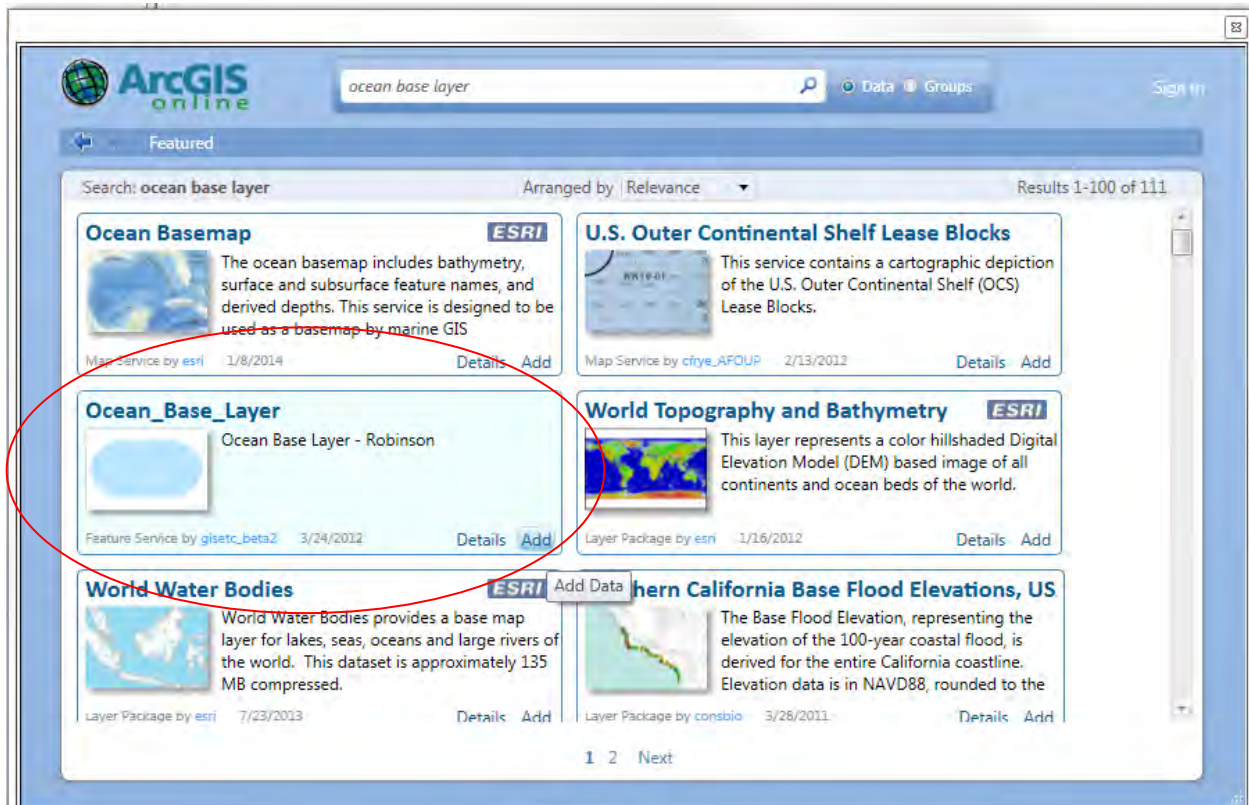 ArcGIS
online
ocean base layer
Data Groups
Sign In
Featured
Search: ocean base layer
Arranged by Relevance
Results 1-100 of 111
Ocean Basemap
ESRI
The ocean basemap includes bathymetry,
surface and subsurface feature names, and
derived depths. This service is designed to be
used as a basemap by marine GIS
Map Service by esri 1/8/2014
Details Add
U.S. Outer Continental Shelf Lease Blocks
This service contains a cartographic depiction
of the U.S. Outer Continental Shelf (OCS)
Lease Blocks.
Map Service by cfrye_AFOUP 2/13/2012
Details Add
Ocean_Base_Layer
Ocean Base Layer - Robinson
Feature Service by gisetc_beta2 3/24/2012
Details Add
World Topography and Bathymetry
ESRI
This layer represents a color hillshaded Digital
Elevation Model (DEM) based image of all
continents and ocean beds of the world.
Layer Package by esri 1/16/2012
Details Add
Add Data
World Water Bodies
ESRI
World Water Bodies provides a base map
layer for lakes, seas, oceans and large rivers of
the world. This dataset is approximately 135
MB compressed.
Layer Package by esri 7/23/2013
Details Add
hern California Base Flood Elevations, US
The Base Flood Elevation, representing the
elevation of the 100-year coastal flood, is
derived for the entire California coastline.
Elevation data is in NAVD88, rounded to the
Layer Package by consbio 3/28/2011
Details Add
1 2 Next